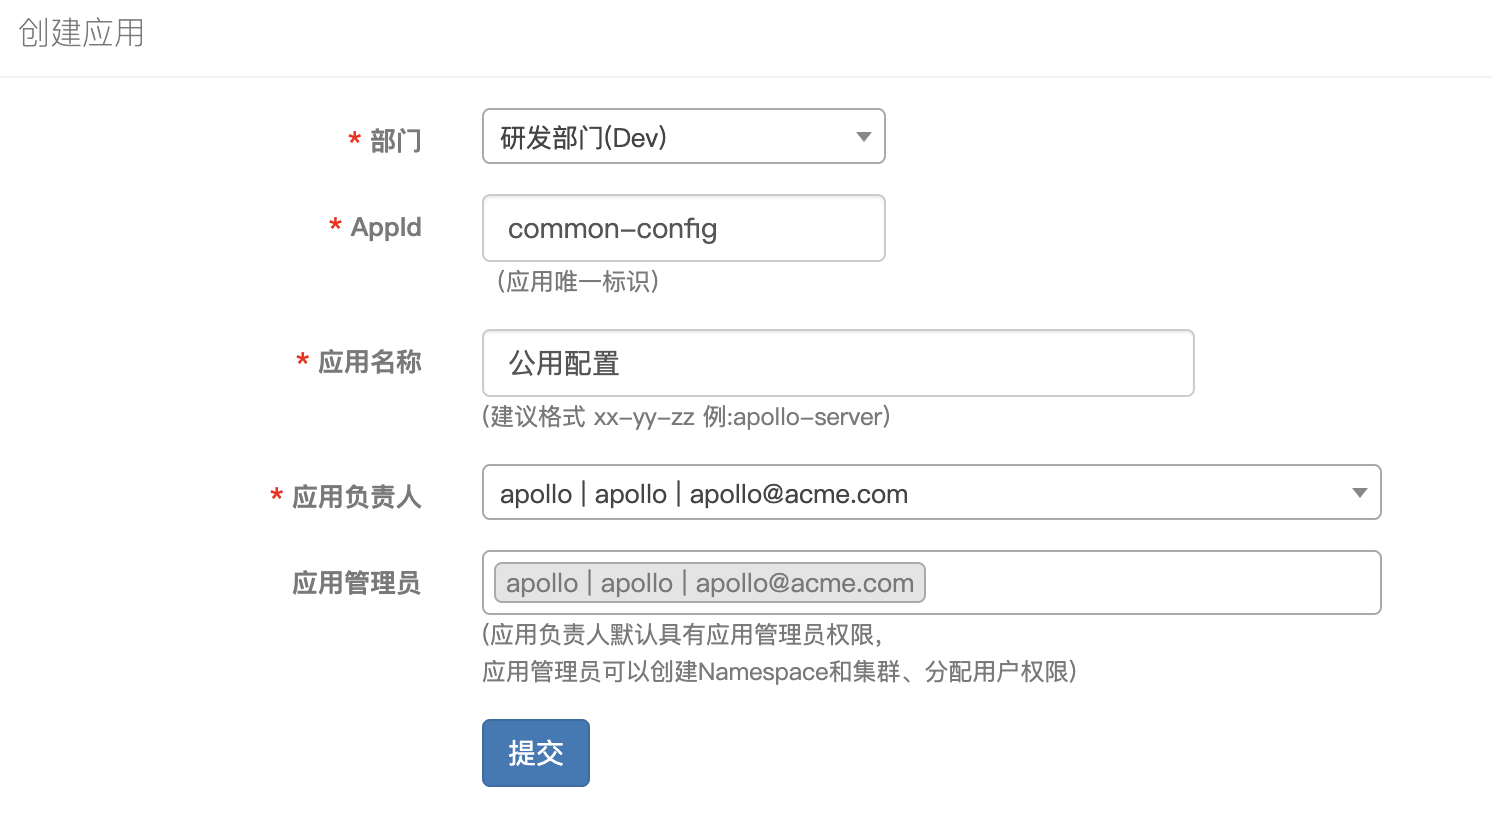 创建应用
* 部门 研发部门(Dev)
* AppId common-config
(应用唯一标识)
* 应用名称 公用配置
(建议格式 xx-yy-zz 例:apollo-server)
* 应用负责人 apollo | apollo | apollo@acme.com
应用管理员 apollo | apollo | apollo@acme.com
(应用负责人默认具有应用管理员权限，
应用管理员可以创建Namespace和集群、分配用户权限)
提交